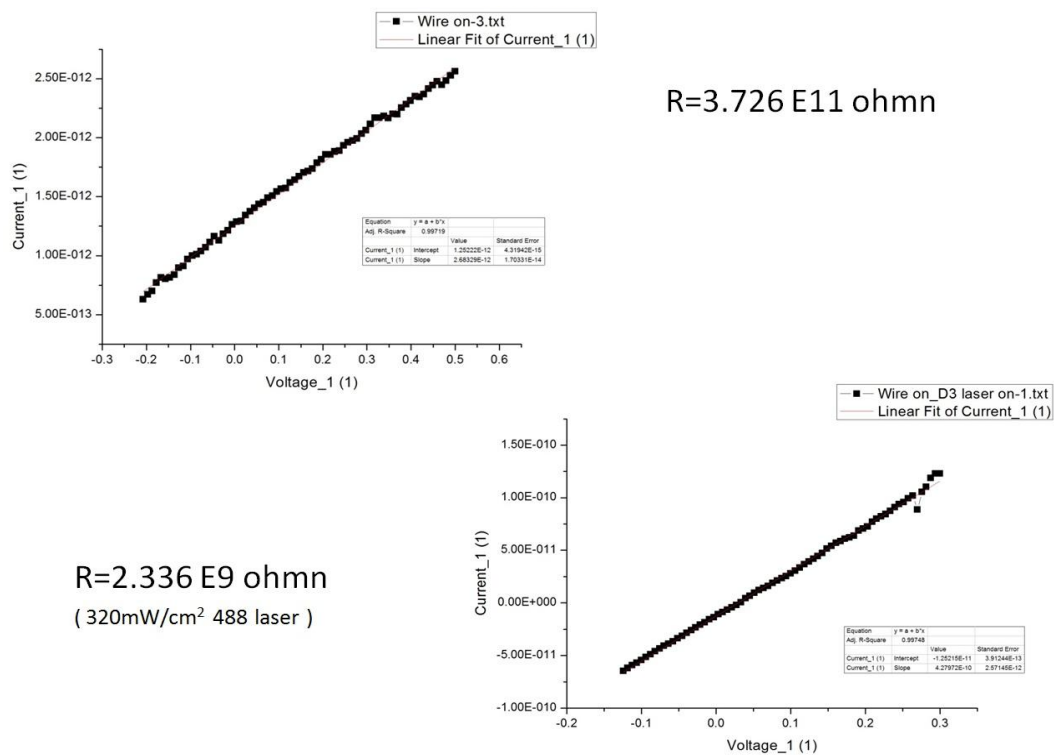 Wire on-3.txt
Linear Fit of Current_1 (1)
2.50E-012
2.00E-012
1.50E-012
1.00E-012
5.00E-013
Current_1 (1)
-0.3 -0.2 -0.1 0.0 0.1 0.2 0.3 0.4 0.5 0.6
Voltage_1 (1)
Equation y = a + b*x
Adj. R-Square 0.99719
Value Standard Error
Current_1 (1) Intercept 1.25222E-12 4.31942E-15
Current_1 (1) Slope 2.68329E-12 1.70331E-14
R=3.726 E11 ohmn
Wire on_D3 laser on-1.txt
Linear Fit of Current_1 (1)
1.50E-010
1.00E-010
5.00E-011
0.00E+000
-5.00E-011
-1.00E-010
Current_1 (1)
-0.2 -0.1 0.0 0.1 0.2 0.3
Voltage_1 (1)
Equation y = a + b*x
Adj. R-Square 0.99748
Value Standard Error
Current_1 (1) Intercept -1.25215E-11 3.91244E-13
Current_1 (1) Slope 4.27972E-10 2.57145E-12
R=2.336 E9 ohmn
( 320mW/cm² 488 laser )